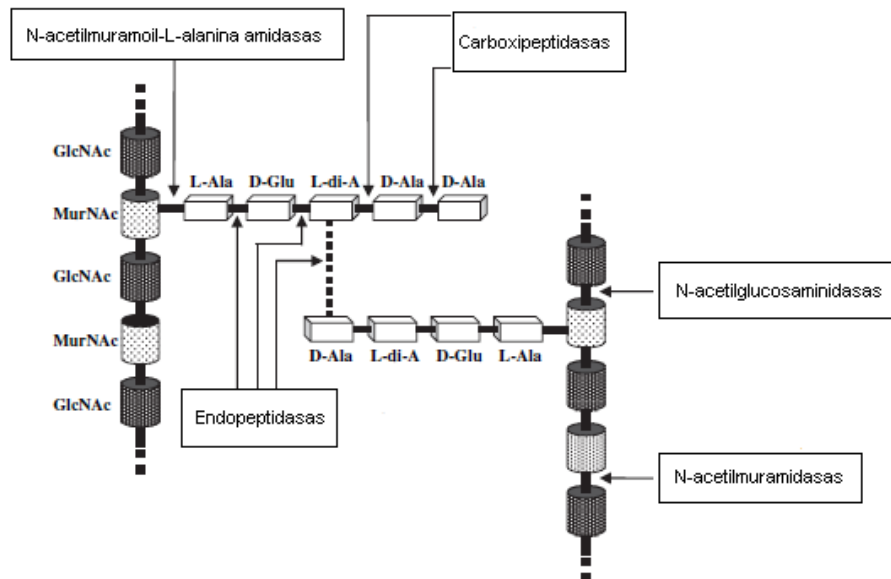 N-acetilmuramoil-L-alanina amidasas
Carboxipeptidasas
GlcNAc
L-Ala D-Glu L-di-A D-Ala D-Ala
MurNAc
GlcNAc
N-acetilglucosaminidasas
MurNAc
D-Ala L-di-A D-Glu L-Ala
GlcNAc
Endopeptidasas
N-acetilmuramidasas